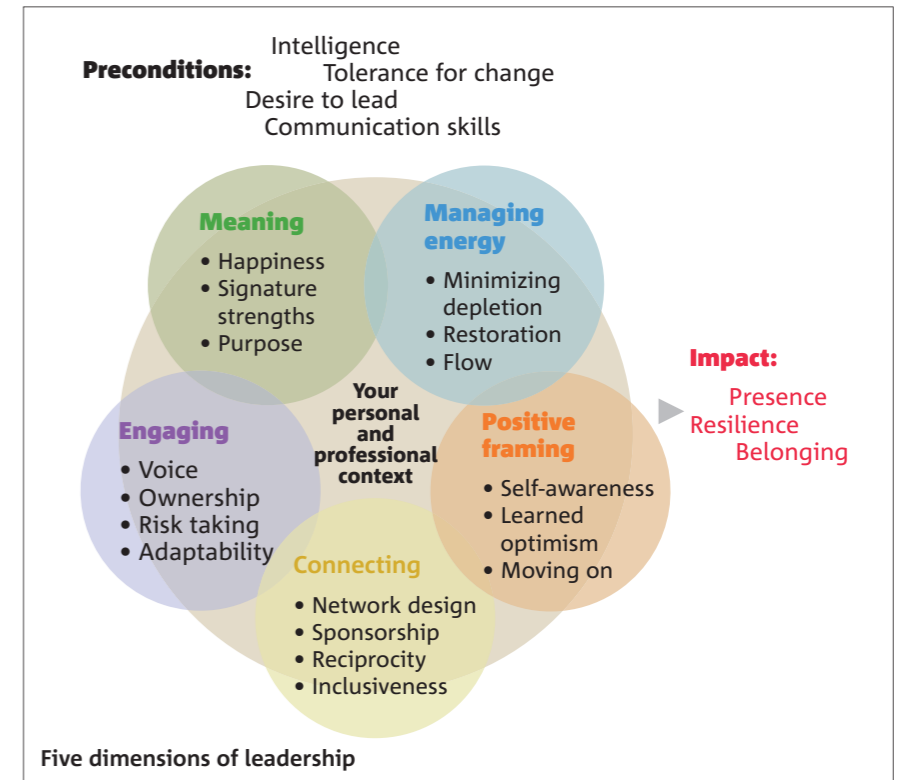 Preconditions:
Intelligence
Tolerance for change
Desire to lead
Communication skills
Meaning
• Happiness
• Signature
strengths
• Purpose
Managing
energy
• Minimizing
depletion
• Restoration
• Flow
Impact:
Presence
Resilience
Belonging
Your
personal
and
professional
context
Engaging
• Voice
• Ownership
• Risk taking
• Adaptability
Positive
framing
• Self-awareness
• Learned
optimism
• Moving on
Connecting
• Network design
• Sponsorship
• Reciprocity
• Inclusiveness
Five dimensions of leadership